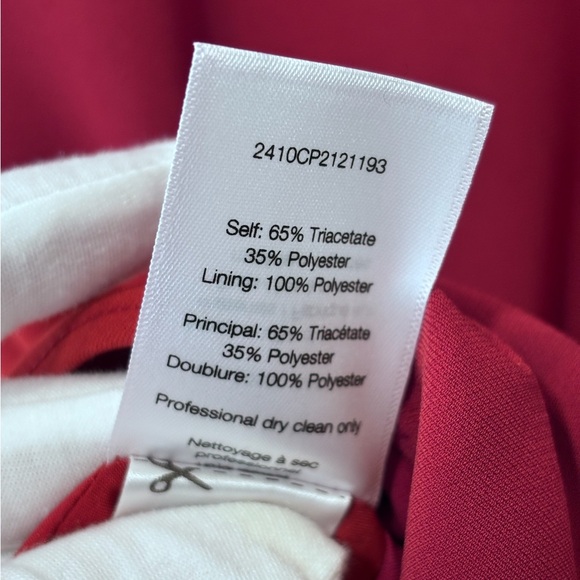 2410CP2121193
Self: 65% Triacetate
35% Polyester
Lining: 100% Polyester
Principal: 65% Triacétate
35% Polyester
Doublure: 100% Polyester
Professional dry clean only
Nettoyage à sec
professionnel